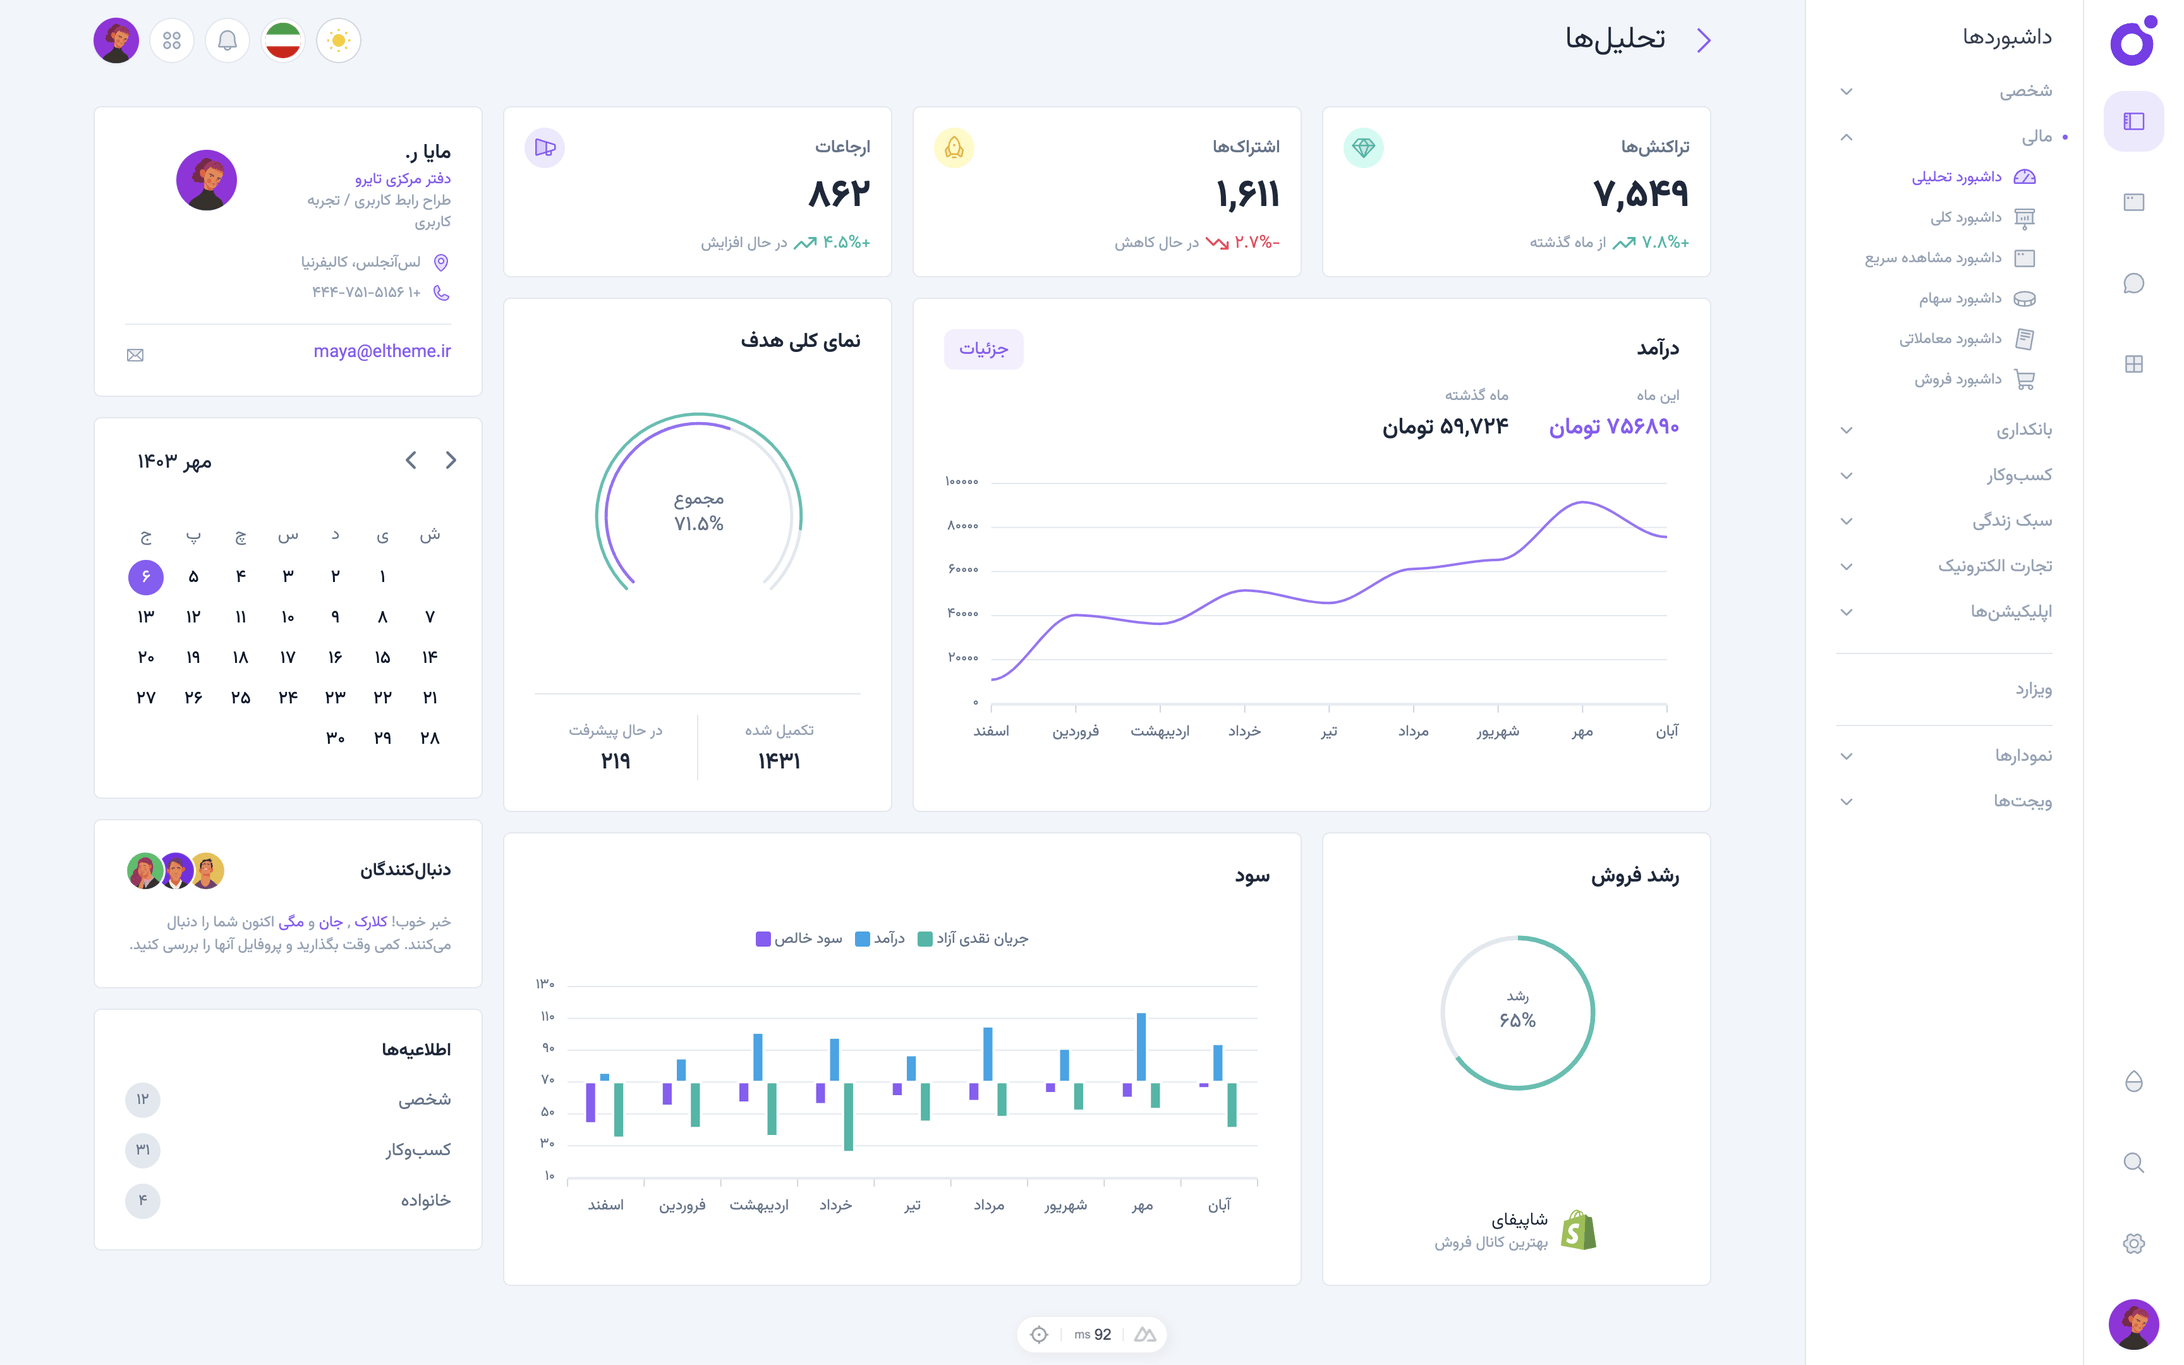 داشبوردها
شخصی
مالی
داشبورد تحلیلی
داشبورد کلی
داشبورد مشاهده سریع
داشبورد سهام
داشبورد معاملاتی
داشبورد فروش
بانکداری
کسب‌وکار
سبک زندگی
تجارت الکترونیک
اپلیکیشن‌ها
ویزارد
نمودارها
ویجت‌ها
تحلیل‌ها
تراکنش‌ها
۷,۵۴۹
+۷.۸% از ماه گذشته
اشتراک‌ها
۱,۶۱۱
-۲.۷% در حال کاهش
ارجاعات
۸۶۲
+۴.۵% در حال افزایش
مایا ر.
دفتر مرکزی تایرو
طراح رابط کاربری / تجربه
کاربری
لس‌آنجلس، کالیفرنیا
+۱ ۴۴۴-۷۵۱-۵۱۵۶
maya@eltheme.ir
درآمد
جزئیات
این ماه
۷۵۶۸۹۰ تومان
ماه گذشته
۵۹,۷۲۴ تومان
۱۰۰۰۰۰
۸۰۰۰۰
۶۰۰۰۰
۴۰۰۰۰
۲۰۰۰۰
۰
اسفند فروردین اردیبهشت خرداد تیر مرداد شهریور مهر آبان
نمای کلی هدف
مجموع
۷۱.۵%
تکمیل شده
۱۴۳۱
در حال پیشرفت
۲۱۹
مهر ۱۴۰۳
ش ی د س چ پ ج
۱ ۲ ۳ ۴ ۵ ۶
۷ ۸ ۹ ۱۰ ۱۱ ۱۲ ۱۳
۱۴ ۱۵ ۱۶ ۱۷ ۱۸ ۱۹ ۲۰
۲۱ ۲۲ ۲۳ ۲۴ ۲۵ ۲۶ ۲۷
۲۸ ۲۹ ۳۰
رشد فروش
رشد
۶۵%
شاپیفای
بهترین کانال فروش
سود
جریان نقدی آزاد درآمد سود خالص
۱۳۰
۱۱۰
۹۰
۷۰
۵۰
۳۰
۱۰
اسفند فروردین اردیبهشت خرداد تیر مرداد شهریور مهر آبان
دنبال‌کنندگان
خبر خوب! کلارک , جان و مگی اکنون شما را دنبال
می‌کنند. کمی وقت بگذارید و پروفایل آنها را بررسی کنید.
اطلاعیه‌ها
شخصی ۱۲
کسب‌وکار ۳۱
خانواده ۴
92 ms